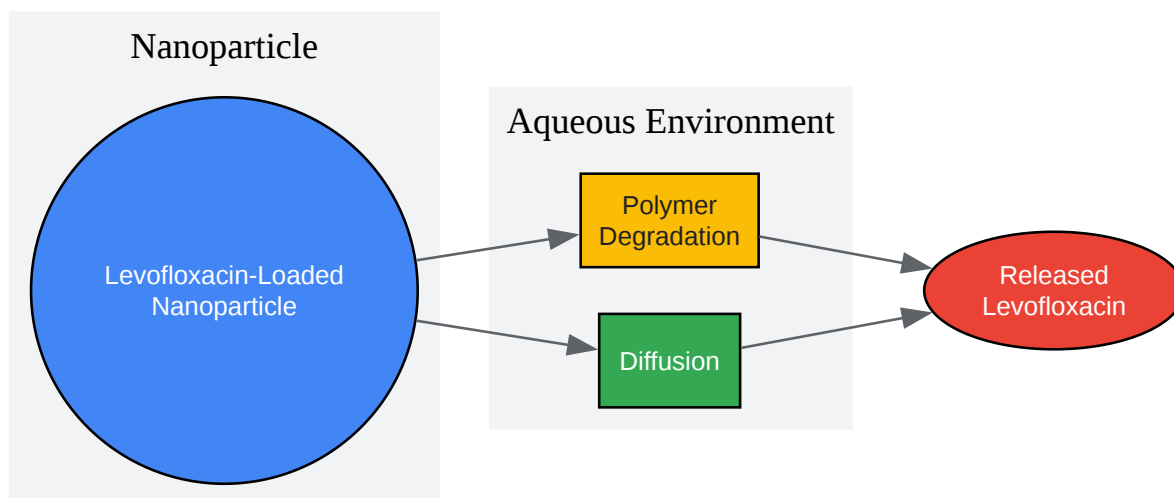 Nanoparticle
Levofloxacin-Loaded
Nanoparticle
Aqueous Environment
Polymer
Degradation
Diffusion
Released
Levofloxacin